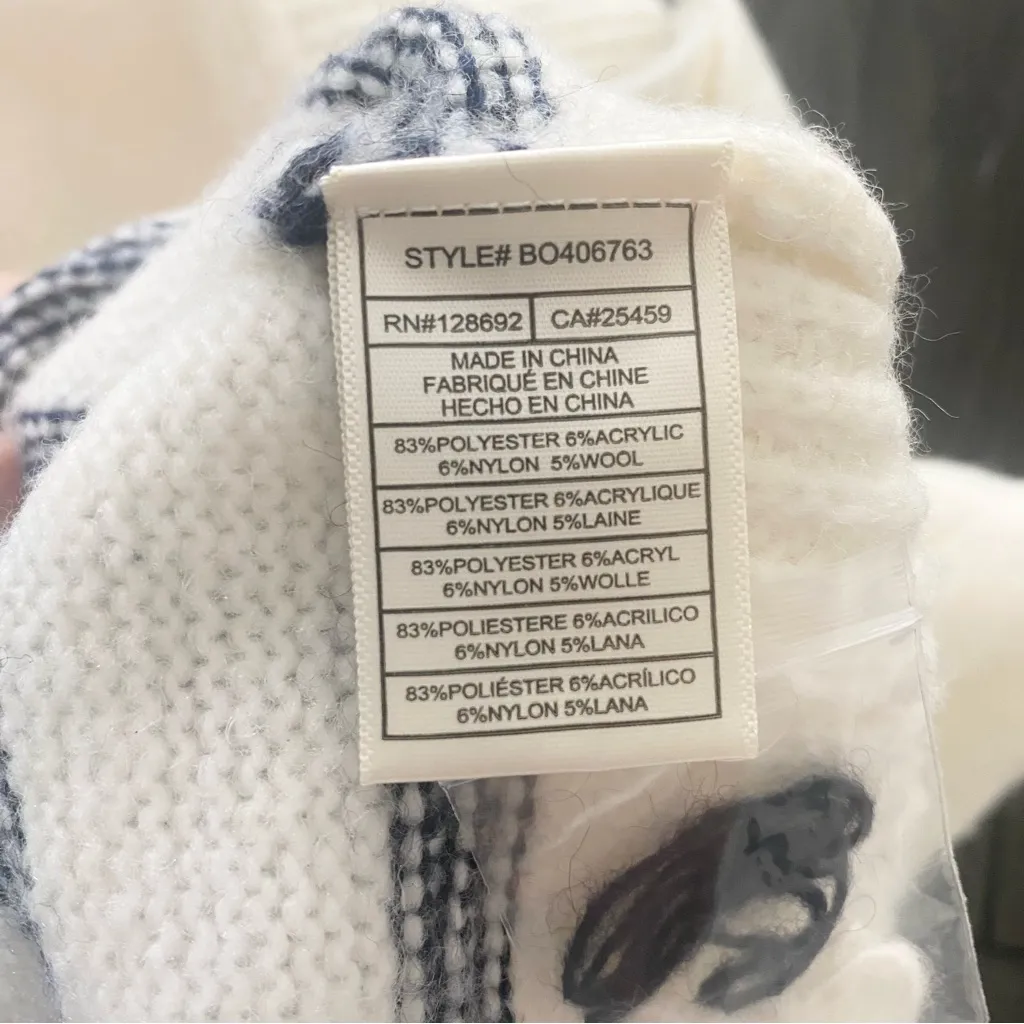 STYLE# BO406763
RN#128692 CA#25459
MADE IN CHINA
FABRIQUÉ EN CHINE
HECHO EN CHINA
83%POLYESTER 6%ACRYLIC
6%NYLON 5%WOOL
83%POLYESTER 6%ACRYLIQUE
6%NYLON 5%LAINE
83%POLYESTER 6%ACRYL
6%NYLON 5%WOLLE
83%POLIESTERE 6%ACRILICO
6%NYLON 5%LANA
83%POLIÉSTER 6%ACRÍLICO
6%NYLON 5%LANA